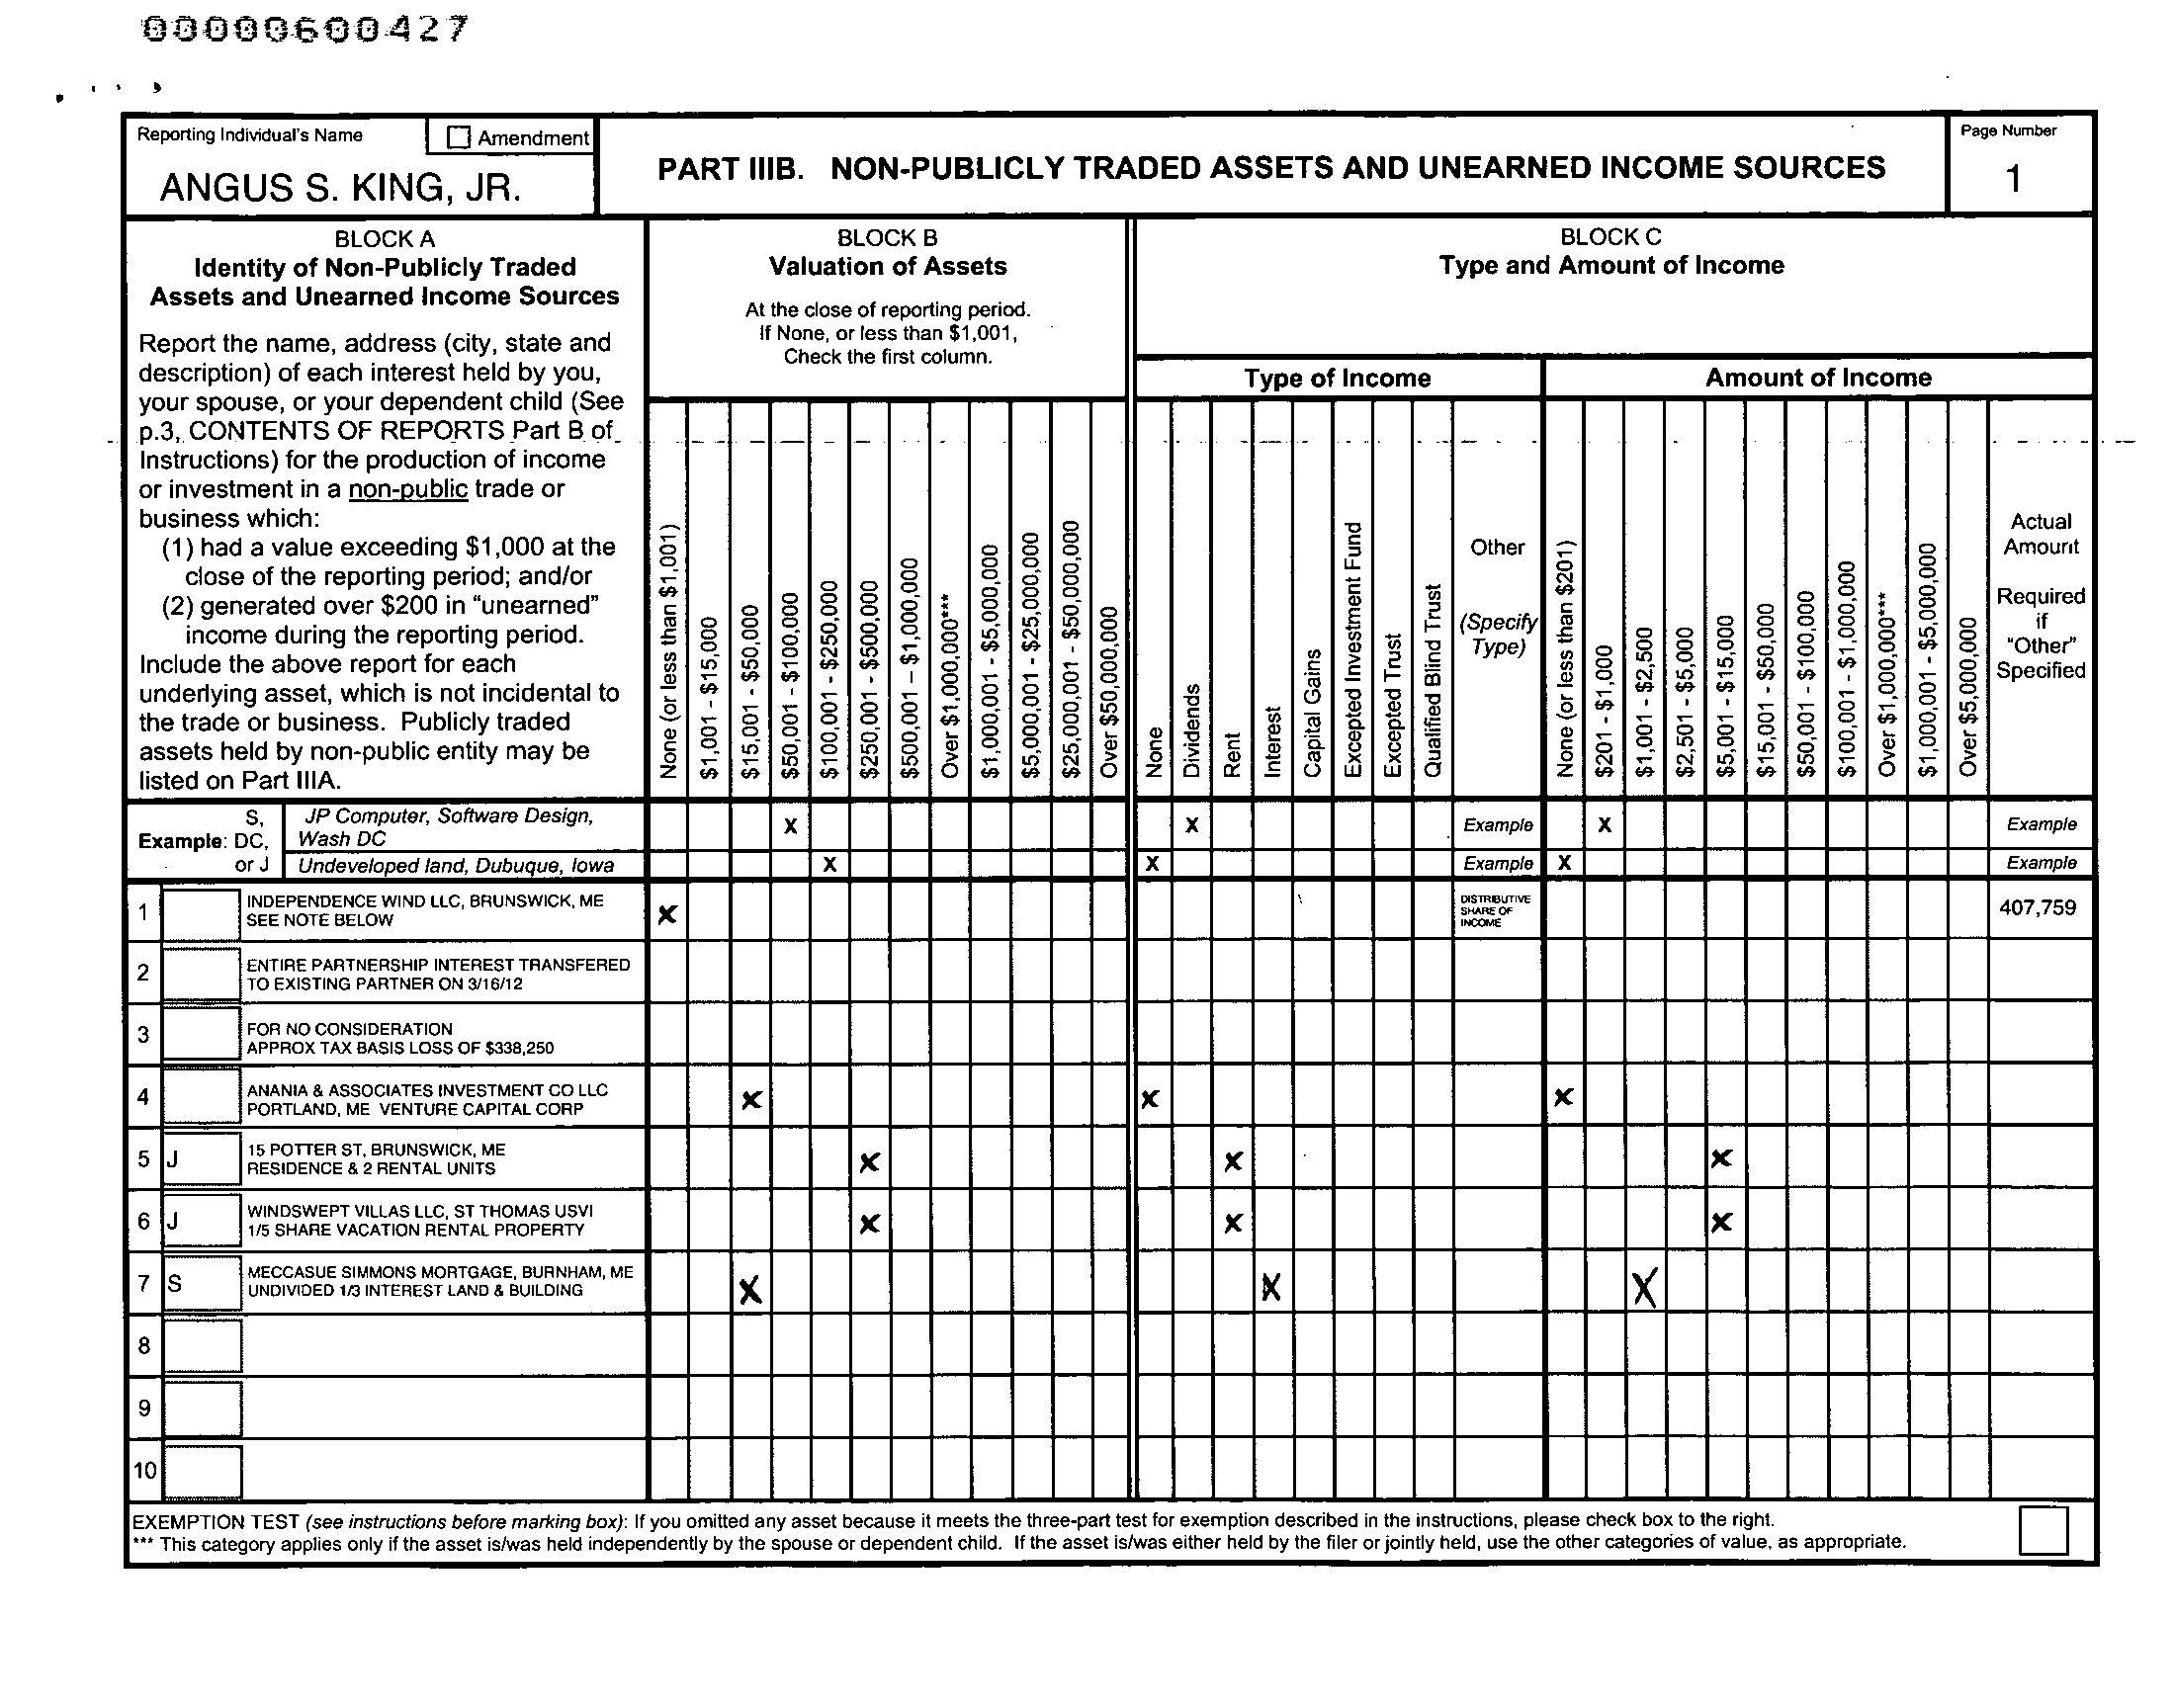 00000600427
Reporting Individual's Name
Amendment
ANGUS S. KING, JR.
PART IIIB. NON-PUBLICLY TRADED ASSETS AND UNEARNED INCOME SOURCES
Page Number
1
BLOCK A
Identity of Non-Publicly Traded
Assets and Unearned Income Sources
Report the name, address (city, state and
description) of each interest held by you,
your spouse, or your dependent child (See
p.3, CONTENTS OF REPORTS Part B of
Instructions) for the production of income
or investment in a non-public trade or
business which:
(1) had a value exceeding $1,000 at the
close of the reporting period; and/or
(2) generated over $200 in "unearned"
income during the reporting period.
Include the above report for each
underlying asset, which is not incidental to
the trade or business. Publicly traded
assets held by non-public entity may be
listed on Part IIIA.
BLOCK B
Valuation of Assets
At the close of reporting period.
If None, or less than $1,001,
Check the first column.
BLOCK C
Type and Amount of Income
Type of Income
Amount of Income
None (or less than $1,001)
$1,001 - $15,000
$15,001 - $50,000
$50,001 - $100,000
$100,001 - $250,000
$250,001 - $500,000
$500,001 – $1,000,000
Over $1,000,000***
$1,000,001 - $5,000,000
$5,000,001 - $25,000,000
$25,000,001 - $50,000,000
Over $50,000,000
None
Dividends
Rent
Interest
Capital Gains
Excepted Investment Fund
Excepted Trust
Qualified Blind Trust
Other
(Specify
Type)
None (or less than $201)
$201 - $1,000
$1,001 - $2,500
$2,501 - $5,000
$5,001 - $15,000
$15,001 - $50,000
$50,001 - $100,000
$100,001 - $1,000,000
Over $1,000,000***
$1,000,001 - $5,000,000
Over $5,000,000
Actual
Amount
Required
if
"Other"
Specified
Example: S, DC, or J
JP Computer, Software Design,
Wash DC X X Example X Example
Undeveloped land, Dubuque, Iowa X X Example X Example
1 INDEPENDENCE WIND LLC, BRUNSWICK, ME
SEE NOTE BELOW X DISTRIBUTIVE SHARE OF INCOME 407,759
2 ENTIRE PARTNERSHIP INTEREST TRANSFERED
TO EXISTING PARTNER ON 3/16/12
3 FOR NO CONSIDERATION
APPROX TAX BASIS LOSS OF $338,250
4 ANANIA & ASSOCIATES INVESTMENT CO LLC
PORTLAND, ME VENTURE CAPITAL CORP X X X
5 J 15 POTTER ST, BRUNSWICK, ME
RESIDENCE & 2 RENTAL UNITS X X X
6 J WINDSWEPT VILLAS LLC, ST THOMAS USVI
1/5 SHARE VACATION RENTAL PROPERTY X X X
7 S MECCASUE SIMMONS MORTGAGE, BURNHAM, ME
UNDIVIDED 1/3 INTEREST LAND & BUILDING X X X
8
9
10
EXEMPTION TEST (see instructions before marking box): If you omitted any asset because it meets the three-part test for exemption described in the instructions, please check box to the right.
*** This category applies only if the asset is/was held independently by the spouse or dependent child. If the asset is/was either held by the filer or jointly held, use the other categories of value, as appropriate.